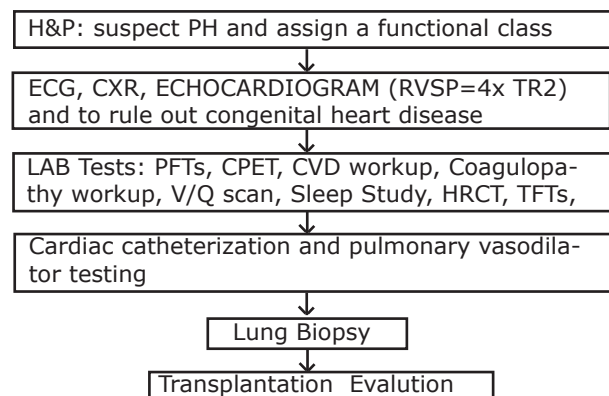 H&P: suspect PH and assign a functional class
ECG, CXR, ECHOCARDIOGRAM (RVSP=4x TR2)
and to rule out congenital heart disease
LAB Tests: PFTs, CPET, CVD workup, Coagulopa-
thy workup, V/Q scan, Sleep Study, HRCT, TFTs,
Cardiac catheterization and pulmonary vasodila-
tor testing
Lung Biopsy
Transplantation Evalution